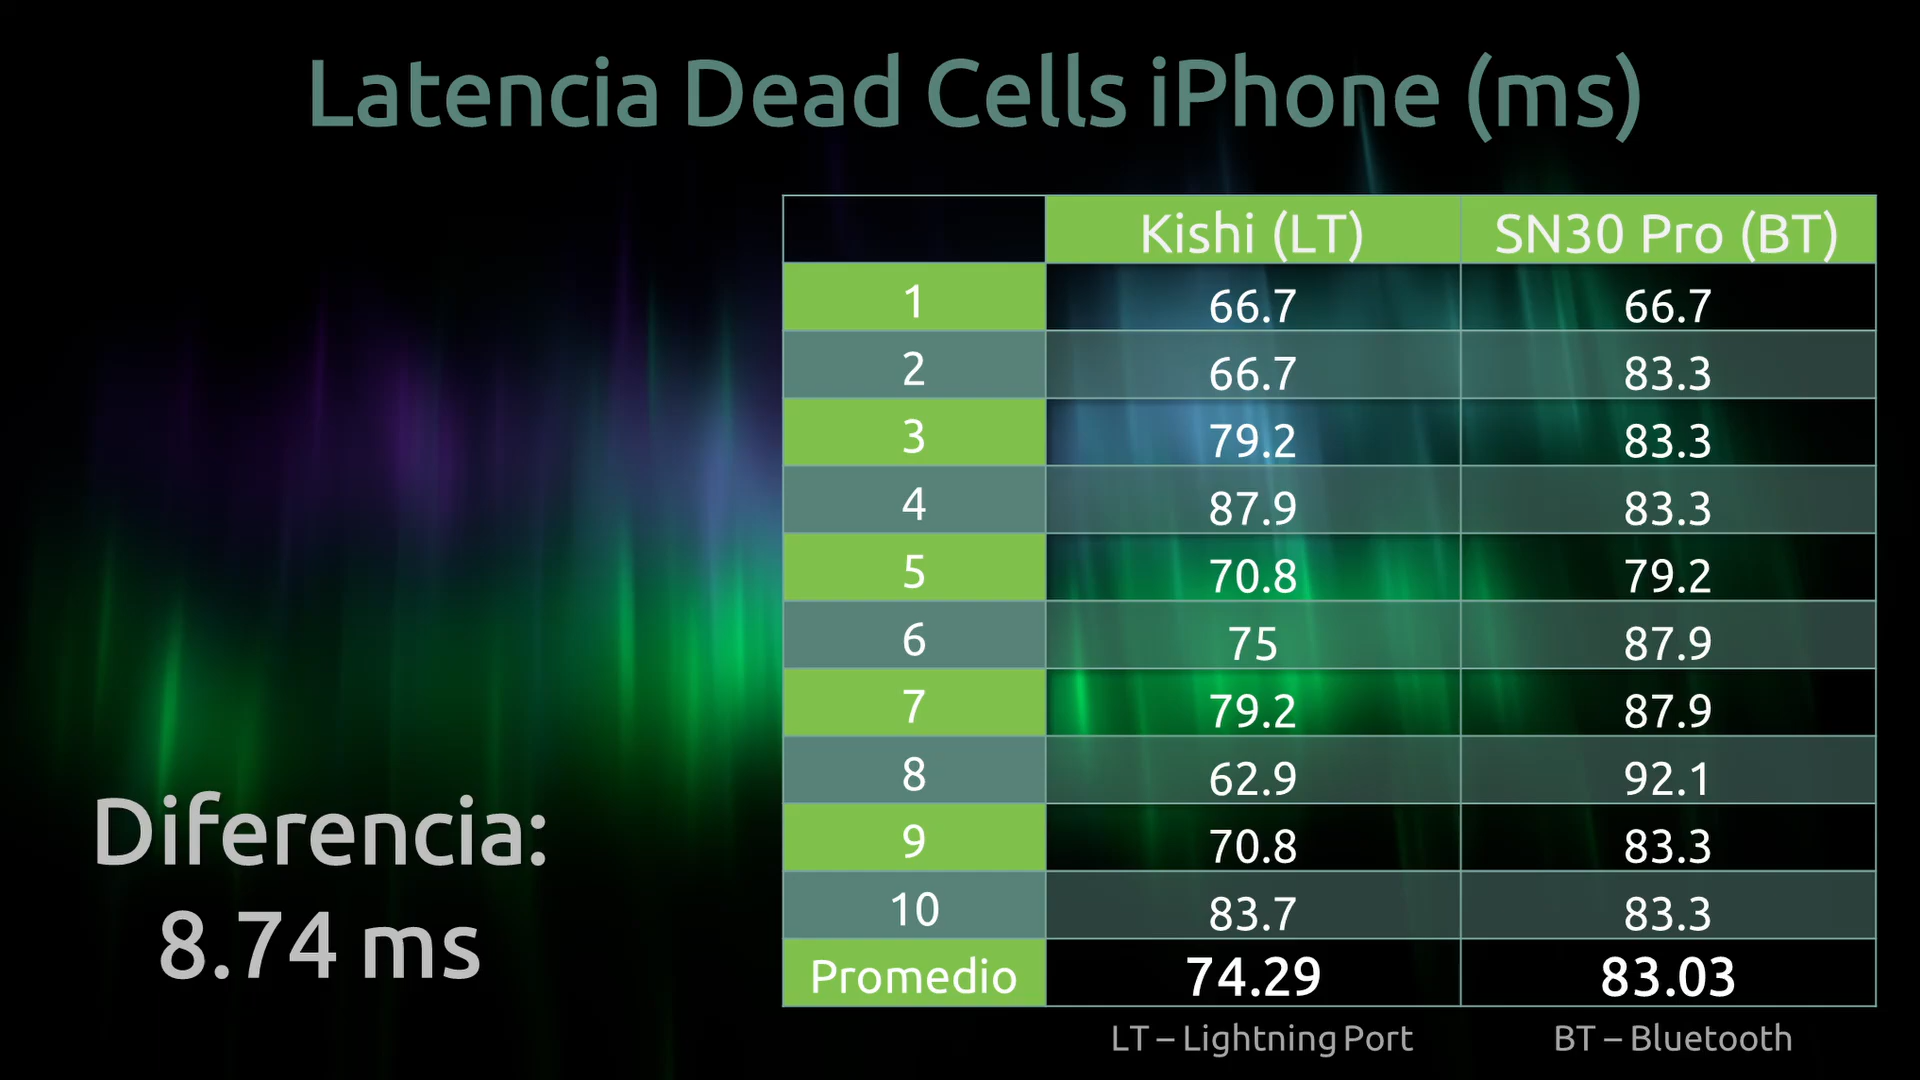 Latencia Dead Cells iPhone (ms)
Kishi (LT) SN30 Pro (BT)
1 66.7 66.7
2 66.7 83.3
3 79.2 83.3
4 87.9 83.3
5 70.8 79.2
6 75 87.9
7 79.2 87.9
8 62.9 92.1
9 70.8 83.3
10 83.7 83.3
Promedio 74.29 83.03
LT – Lightning Port BT – Bluetooth
Diferencia:
8.74 ms